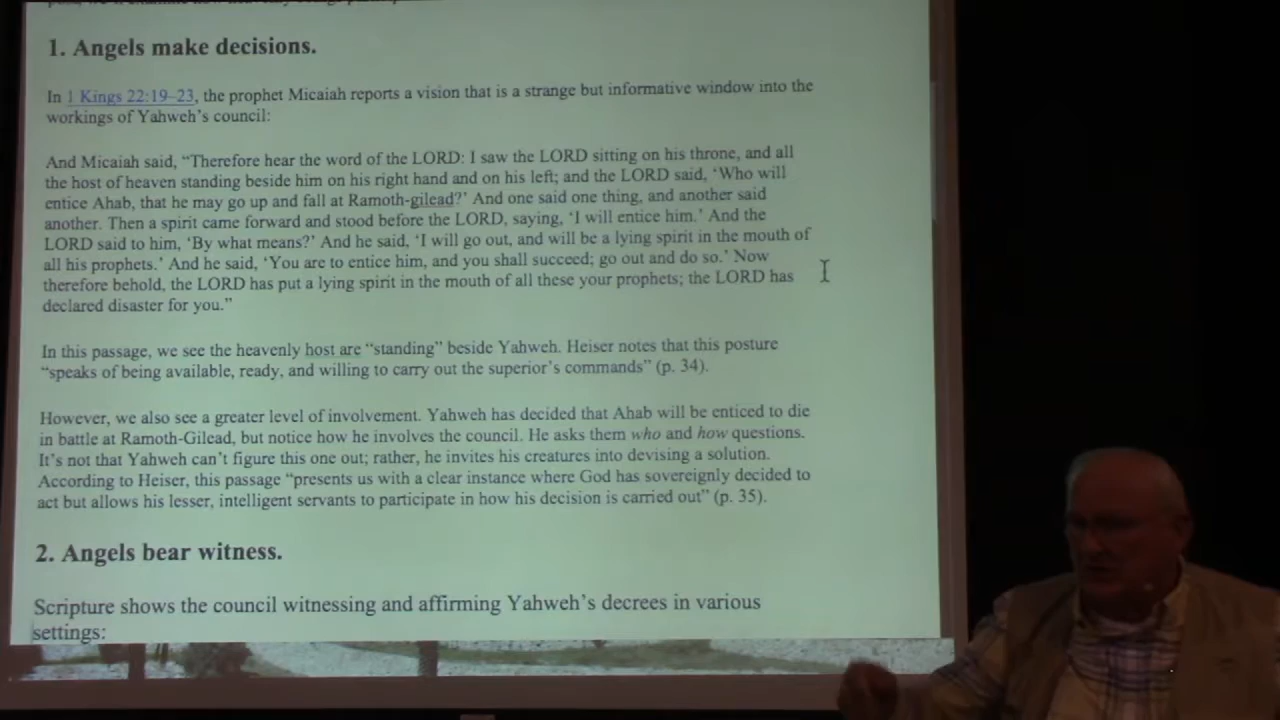 1. Angels make decisions.
In 1 Kings 22:19–23, the prophet Micaiah reports a vision that is a strange but informative window into the
workings of Yahweh’s council:
And Micaiah said, “Therefore hear the word of the LORD: I saw the LORD sitting on his throne, and all
the host of heaven standing beside him on his right hand and on his left; and the LORD said, ‘Who will
entice Ahab, that he may go up and fall at Ramoth-gilead?’ And one said one thing, and another said
another. Then a spirit came forward and stood before the LORD, saying, ‘I will entice him.’ And the
LORD said to him, ‘By what means?’ And he said, ‘I will go out, and will be a lying spirit in the mouth of
all his prophets.’ And he said, ‘You are to entice him, and you shall succeed; go out and do so.’ Now
therefore behold, the LORD has put a lying spirit in the mouth of all these your prophets; the LORD has
declared disaster for you.”
In this passage, we see the heavenly host are “standing” beside Yahweh. Heiser notes that this posture
“speaks of being available, ready, and willing to carry out the superior’s commands” (p. 34).
However, we also see a greater level of involvement. Yahweh has decided that Ahab will be enticed to die
in battle at Ramoth-Gilead, but notice how he involves the council. He asks them who and how questions.
It’s not that Yahweh can’t figure this one out; rather, he invites his creatures into devising a solution.
According to Heiser, this passage “presents us with a clear instance where God has sovereignly decided to
act but allows his lesser, intelligent servants to participate in how his decision is carried out” (p. 35).
2. Angels bear witness.
Scripture shows the council witnessing and affirming Yahweh’s decrees in various
settings: